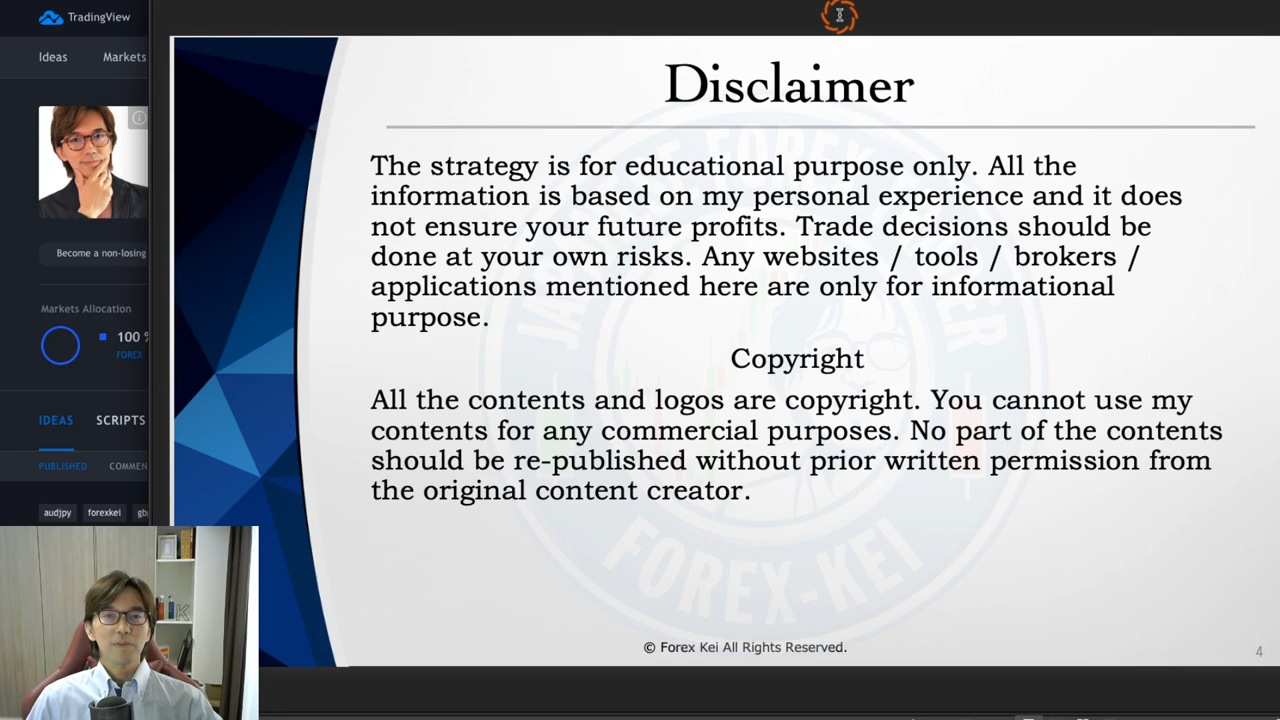 TradingView
Ideas Markets
Become a non-losing
Markets Allocation
100 %
FOREX
IDEAS SCRIPTS
PUBLISHED COMMEN
audjpy forexkei gb
Disclaimer
The strategy is for educational purpose only. All the
information is based on my personal experience and it does
not ensure your future profits. Trade decisions should be
done at your own risks. Any websites / tools / brokers /
applications mentioned here are only for informational
purpose.
Copyright
All the contents and logos are copyright. You cannot use my
contents for any commercial purposes. No part of the contents
should be re-published without prior written permission from
the original content creator.
FOREX-KEI
© Forex Kei All Rights Reserved.
4